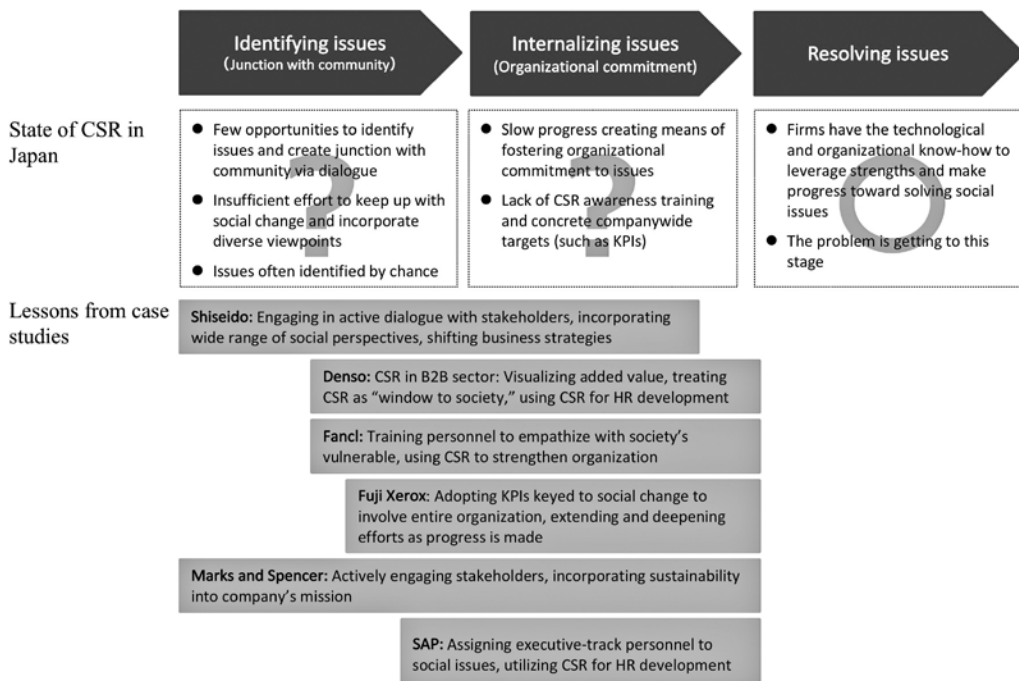 Identifying issues
(Junction with community)
Internalizing issues
(Organizational commitment)
Resolving issues
State of CSR in
Japan
● Few opportunities to identify
issues and create junction with
community via dialogue
● Insufficient effort to keep up with
social change and incorporate
diverse viewpoints
● Issues often identified by chance
?
● Slow progress creating means of
fostering organizational
commitment to issues
● Lack of CSR awareness training
and concrete companywide
targets (such as KPIs)
?
● Firms have the technological
and organizational know-how to
leverage strengths and make
progress toward solving social
issues
● The problem is getting to this
stage
Lessons from case
studies
Shiseido: Engaging in active dialogue with stakeholders, incorporating
wide range of social perspectives, shifting business strategies
Denso: CSR in B2B sector: Visualizing added value, treating
CSR as “window to society,” using CSR for HR development
Fancl: Training personnel to empathize with society’s
vulnerable, using CSR to strengthen organization
Fuji Xerox: Adopting KPIs keyed to social change to
involve entire organization, extending and deepening
efforts as progress is made
Marks and Spencer: Actively engaging stakeholders, incorporating sustainability
into company’s mission
SAP: Assigning executive-track personnel to
social issues, utilizing CSR for HR development